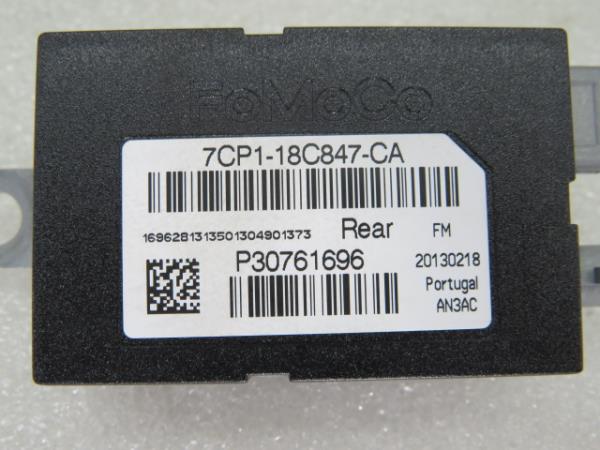 FoMoCo
7CP1-18C847-CA
1696281313501304901373 Rear FM
P30761696 20130218
Portugal
AN3AC